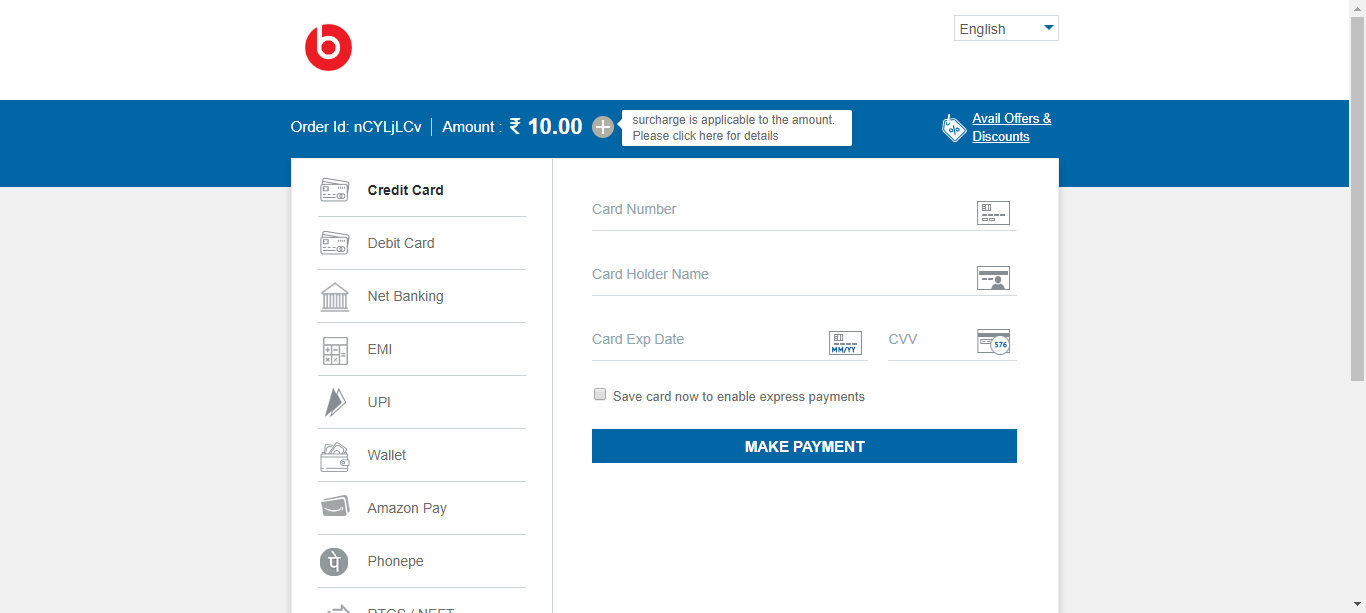 English
Order Id: nCYLjLCv
Amount : ₹ 10.00
surcharge is applicable to the amount.
Please click here for details
Avail Offers &
Discounts
Credit Card
Debit Card
Net Banking
EMI
UPI
Wallet
Amazon Pay
Phonepe
RTGS / NEFT
Card Number
Card Holder Name
Card Exp Date
MM/YY
CVV
576
Save card now to enable express payments
MAKE PAYMENT